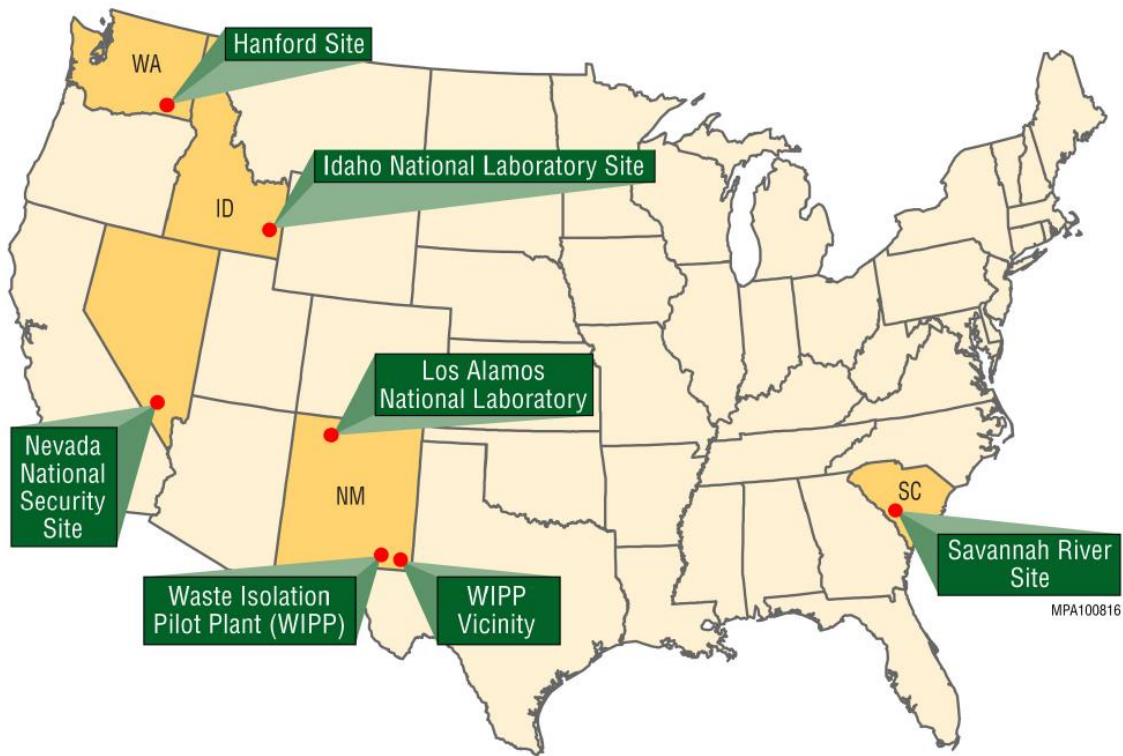 Hanford Site
WA
Idaho National Laboratory Site
ID
Los Alamos
National Laboratory
Nevada
National
Security
Site
NM
SC
Savannah River
Site
Waste Isolation
Pilot Plant (WIPP)
WIPP
Vicinity
MPA100816